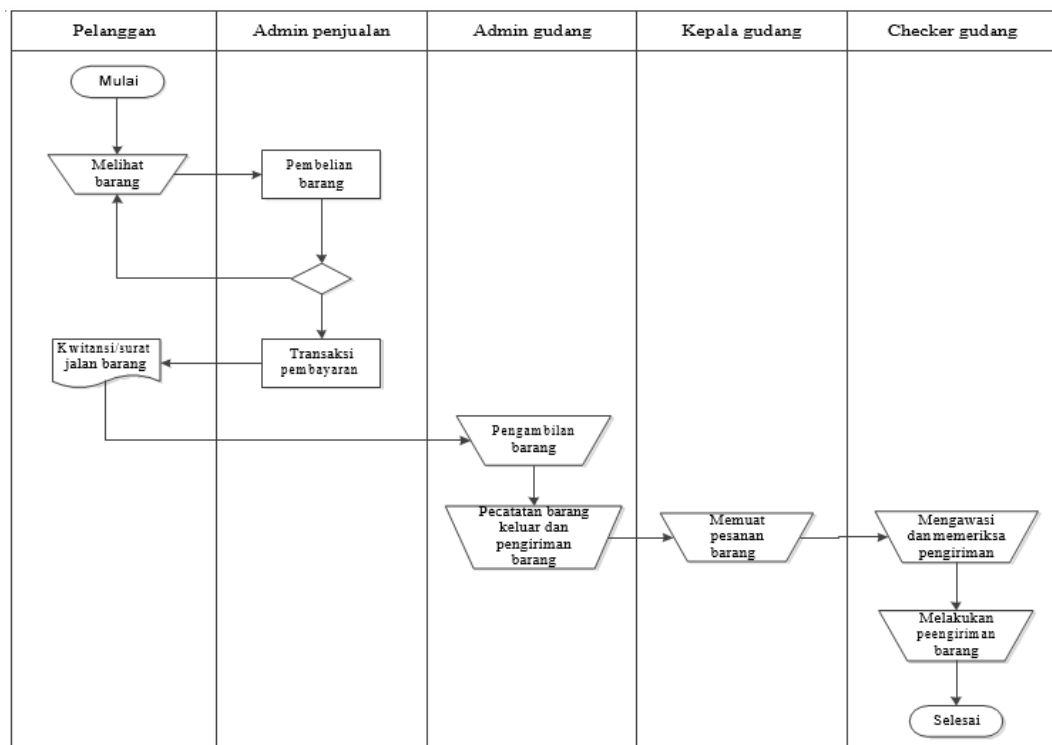 Pelanggan
Admin penjualan
Admin gudang
Kepala gudang
Checker gudang
Mulai
Melihat
barang
Pembelian
barang
Kwitansi/surat
jalan barang
Transaksi
pembayaran
Pengambilan
barang
Pecatatan barang
keluar dan
pengiriman
barang
Memuat
pesanan
barang
Mengawasi
dan memeriksa
pengiriman
Melakukan
peengiriman
barang
Selesai